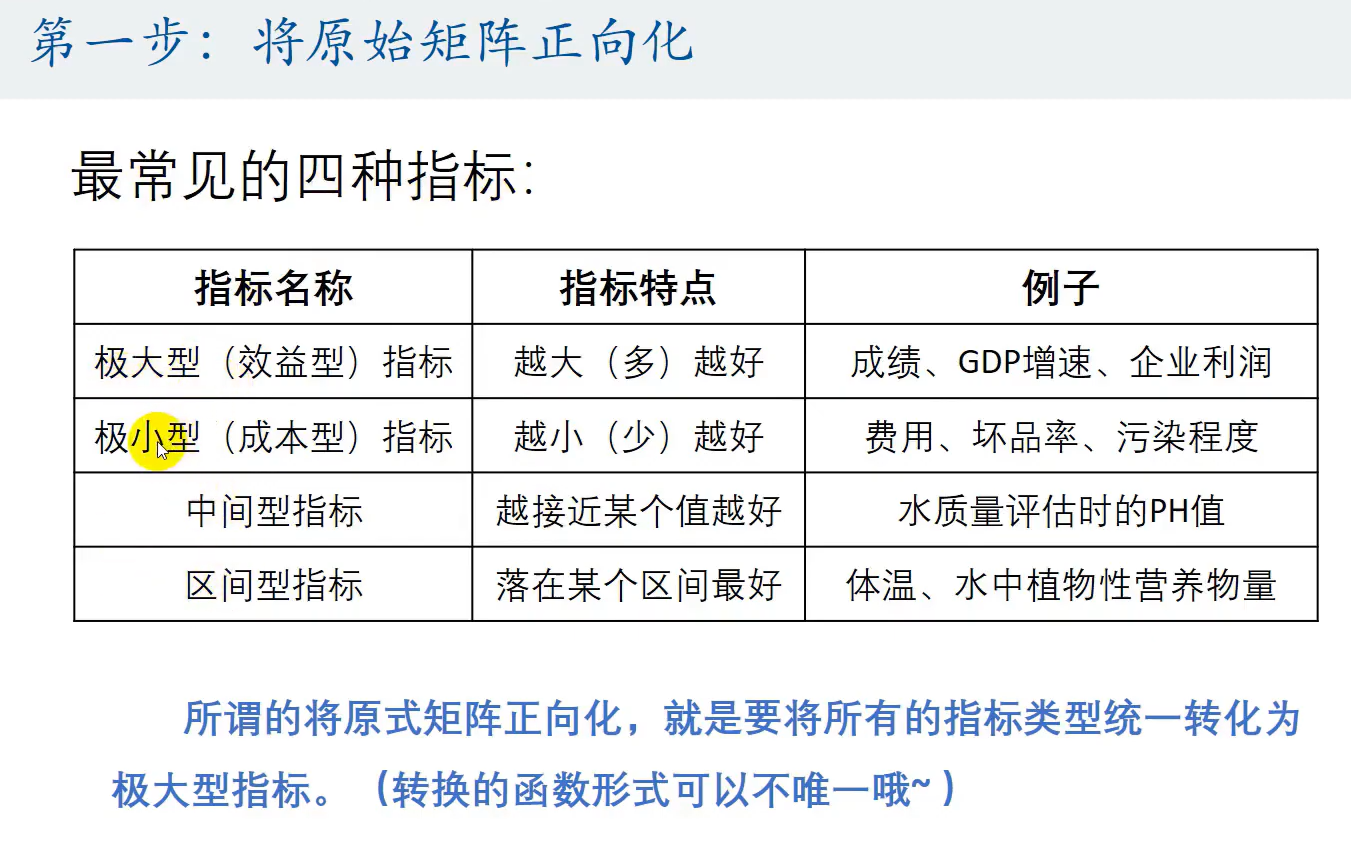 第一步：将原始矩阵正向化
最常见的四种指标：
指标名称 指标特点 例子
极大型（效益型）指标 越大（多）越好 成绩、GDP增速、企业利润
极小型（成本型）指标 越小（少）越好 费用、坏品率、污染程度
中间型指标 越接近某个值越好 水质量评估时的PH值
区间型指标 落在某个区间最好 体温、水中植物性营养物量
所谓的将原式矩阵正向化，就是要将所有的指标类型统一转化为
极大型指标。（转换的函数形式可以不唯一哦~ ）